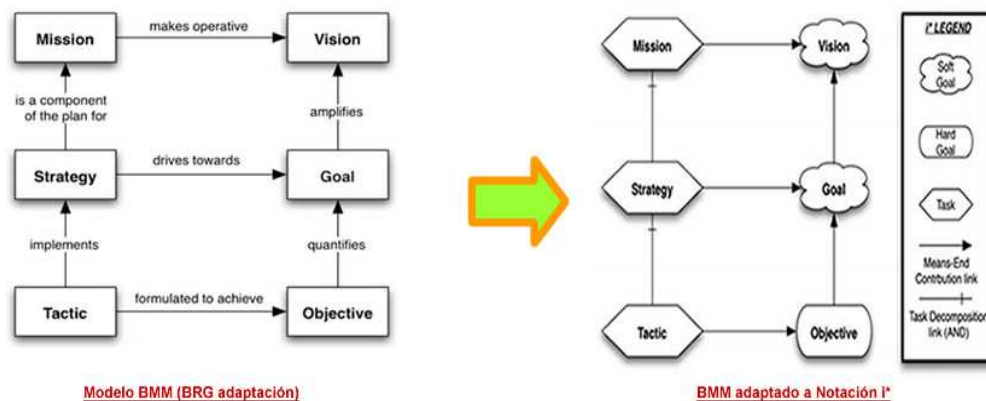 Mission
makes operative
Vision
is a component
of the plan for
amplifies
Strategy
drives towards
Goal
implements
quantifies
Tactic
formulated to achieve
Objective
Modelo BMM (BRG adaptación)
Mission
Vision
Strategy
Goal
Tactic
Objective
BMM adaptado a Notación i*
i* LEGEND
Soft
Goal
Hard
Goal
Task
Means-End
Contribution link
Task Decomposition
link (AND)